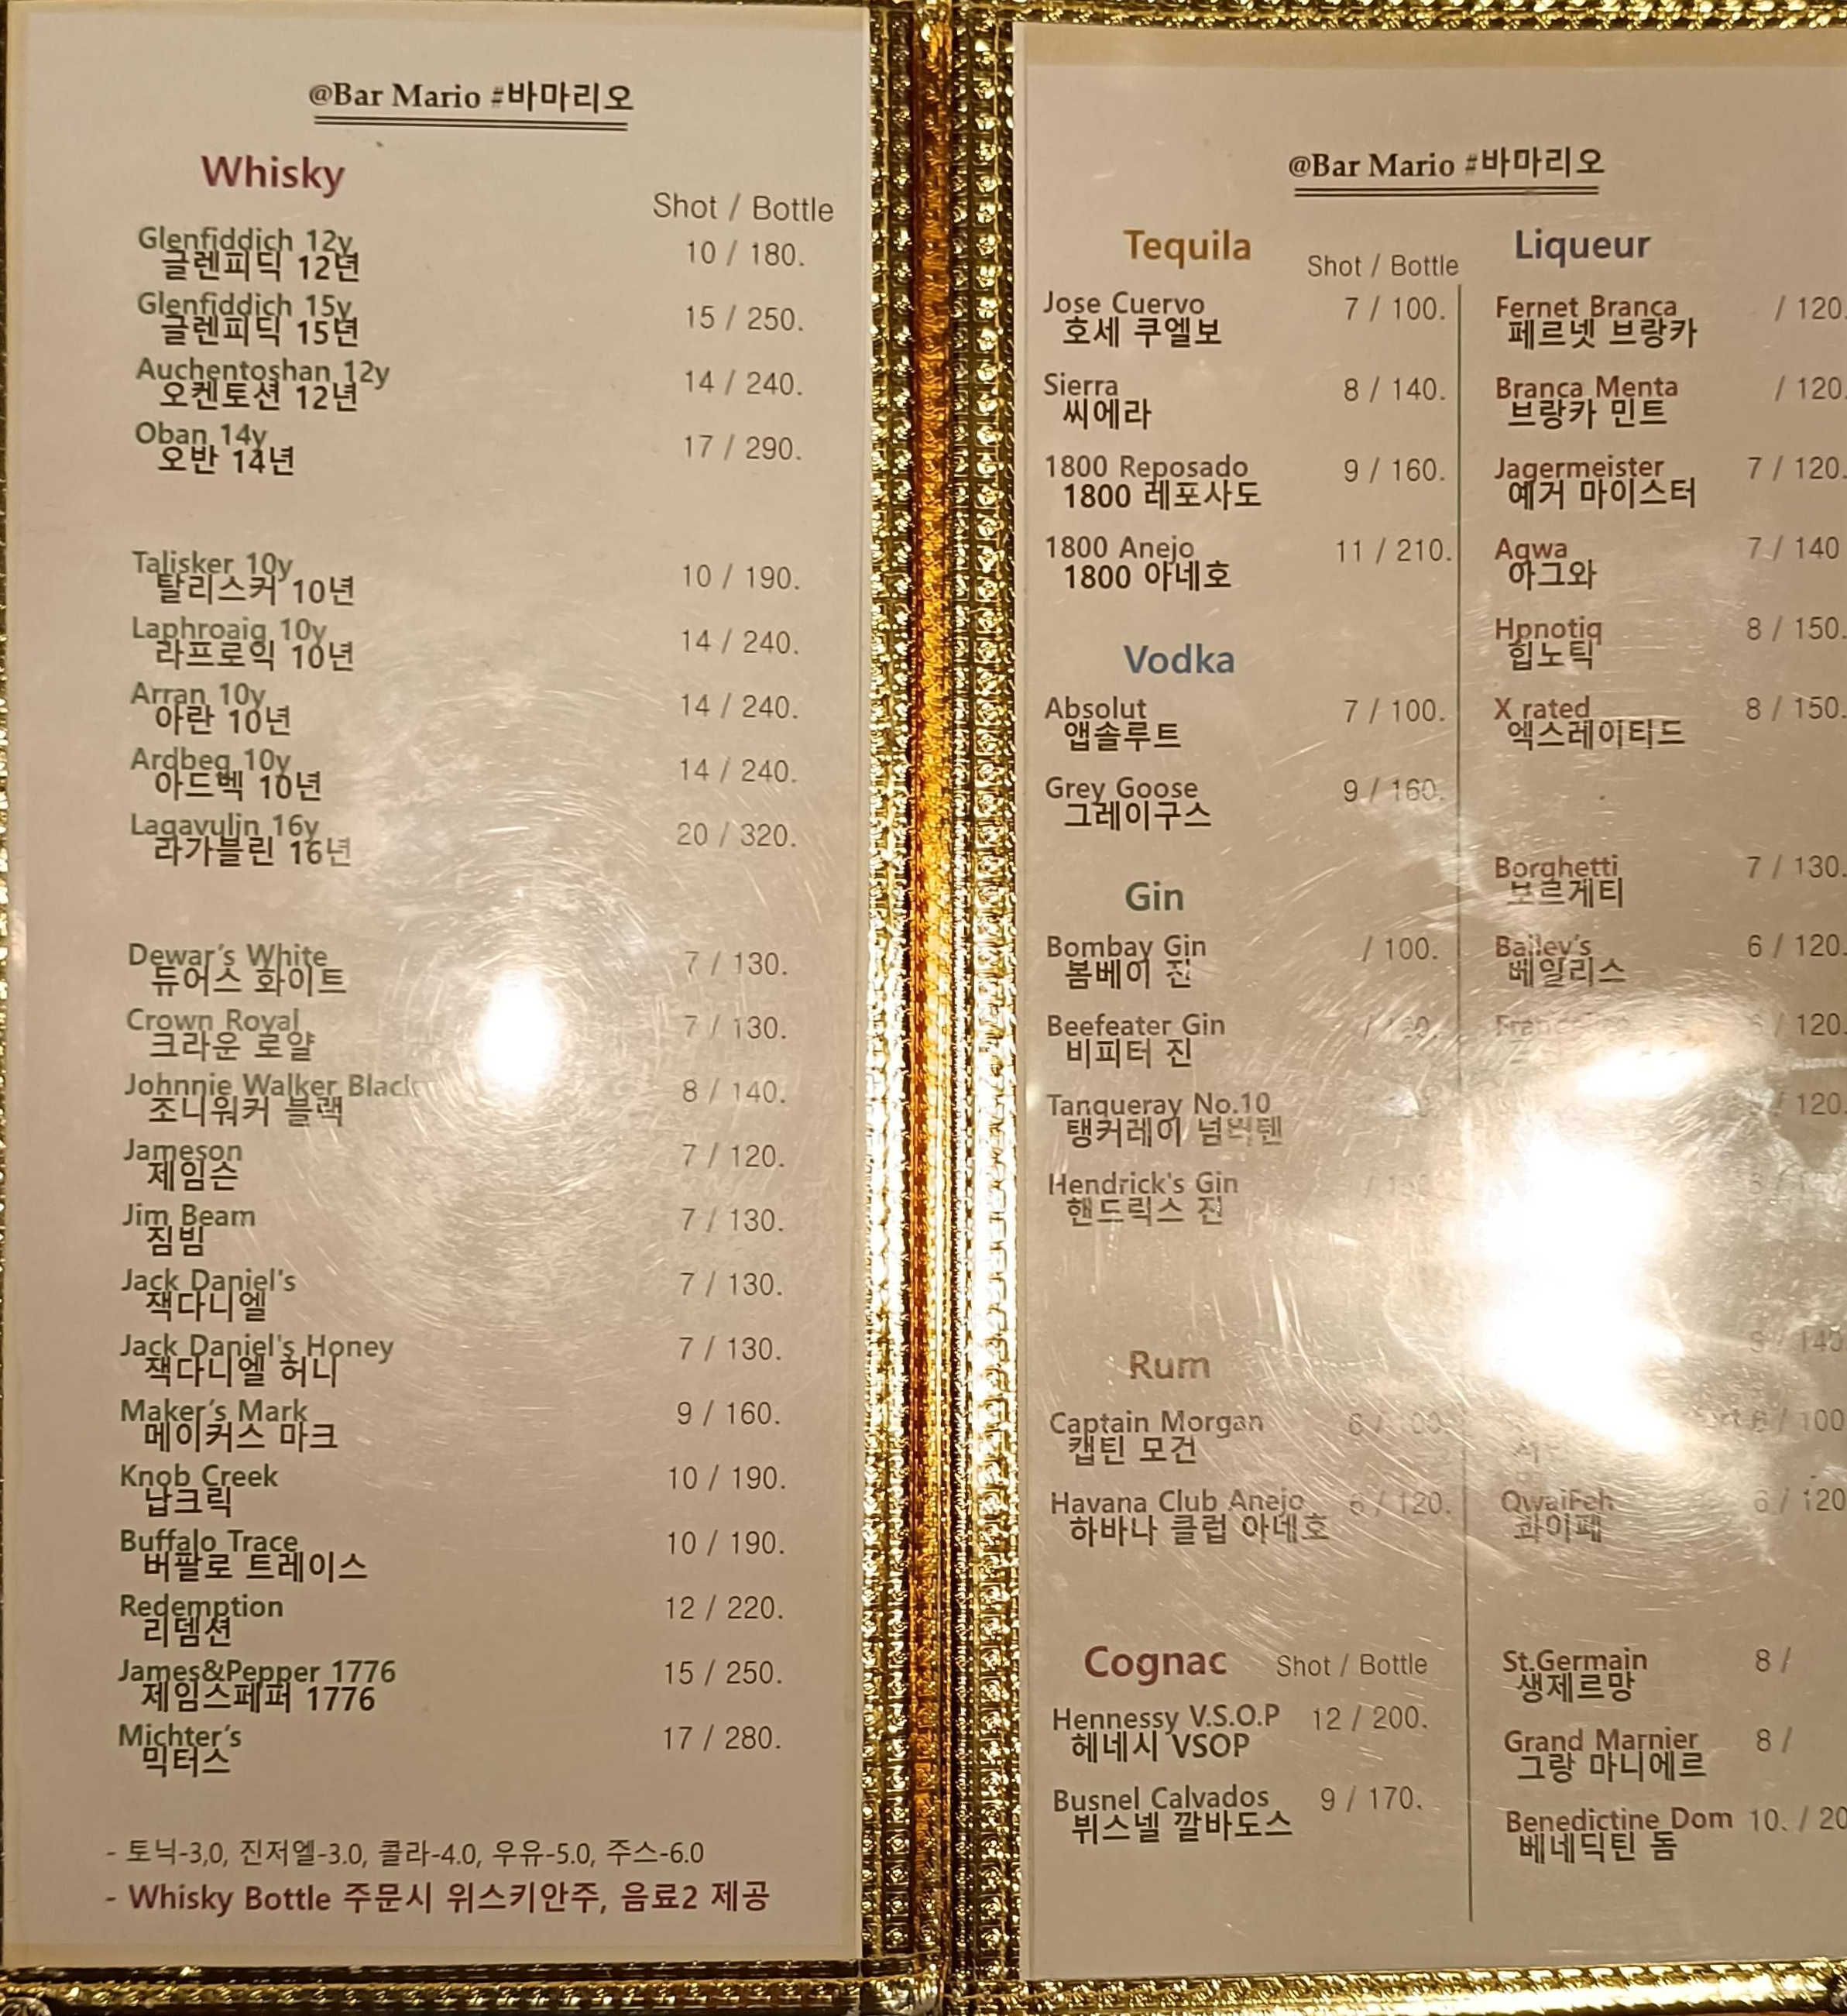 @Bar Mario #바마리오
Whisky
Shot / Bottle
Glenfiddich 12y 10 / 180.
글렌피딕 12년
Glenfiddich 15y 15 / 250.
글렌피딕 15년
Auchentoshan 12y 14 / 240.
오켄토션 12년
Oban 14y 17 / 290.
오반 14년
Talisker 10y 10 / 190.
탈리스커 10년
Laphroaig 10y 14 / 240.
라프로익 10년
Arran 10y 14 / 240.
아란 10년
Ardbeg 10y 14 / 240.
아드벡 10년
Lagavulin 16y 20 / 320.
라가블린 16년
Dewar's White 7 / 130.
듀어스 화이트
Crown Royal 7 / 130.
크라운 로얄
Johnnie Walker Black 8 / 140.
조니워커 블랙
Jameson 7 / 120.
제임슨
Jim Beam 7 / 130.
짐빔
Jack Daniel's 7 / 130.
잭다니엘
Jack Daniel's Honey 7 / 130.
잭다니엘 허니
Maker's Mark 9 / 160.
메이커스 마크
Knob Creek 10 / 190.
납크릭
Buffalo Trace 10 / 190.
버팔로 트레이스
Redemption 12 / 220.
리뎀션
James&Pepper 1776 15 / 250.
제임스페퍼 1776
Michter's 17 / 280.
믹터스
- 토닉-3,0, 진저엘-3.0, 콜라-4.0, 우유-5.0, 주스-6.0
- Whisky Bottle 주문시 위스키안주, 음료2 제공
@Bar Mario #바마리오
Tequila
Shot / Bottle
Jose Cuervo 7 / 100.
호세 쿠엘보
Sierra 8 / 140.
씨에라
1800 Reposado 9 / 160.
1800 레포사도
1800 Anejo 11 / 210.
1800 아네호
Vodka
Absolut 7 / 100.
앱솔루트
Grey Goose 9 / 160.
그레이구스
Gin
Bombay Gin / 100.
봄베이 진
Beefeater Gin
비피터 진
Tanqueray No.10
탱커레이 넘버텐
Hendrick's Gin
핸드릭스 진
Rum
Captain Morgan
캡틴 모건
Havana Club Anejo 6 / 120.
하바나 클럽 아네호
Cognac
Shot / Bottle
Hennessy V.S.O.P 12 / 200.
헤네시 VSOP
Busnel Calvados 9 / 170.
뷔스넬 깔바도스
Liqueur
Fernet Branca / 120.
페르넷 브랑카
Branca Menta / 120.
브랑카 민트
Jagermeister 7 / 120.
예거 마이스터
Agwa 7 / 140
아그와
Hpnotiq 8 / 150.
힙노틱
X rated 8 / 150.
엑스레이티드
Borghetti 7 / 130.
보르게티
Bailey's 6 / 120.
베일리스
6 / 120.
/ 120.
/ 140
6 / 100
QwaiFeh 6 / 120
콰이페
St.Germain 8 /
생제르망
Grand Marnier 8 /
그랑 마니에르
Benedictine Dom 10. / 20
베네딕틴 돔